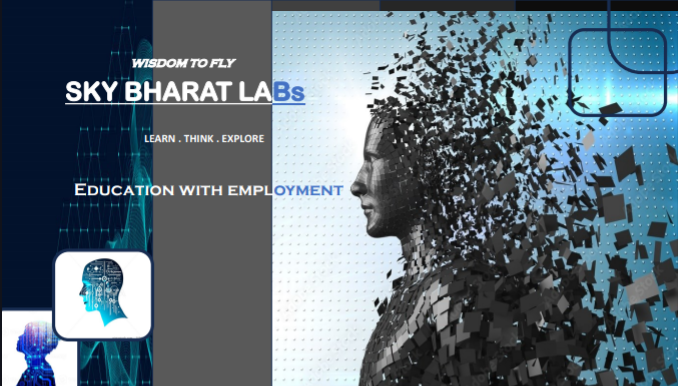 WISDOM TO FLY
SKY BHARAT LABs
LEARN . THINK . EXPLORE
EDUCATION WITH EMPLOYMENT